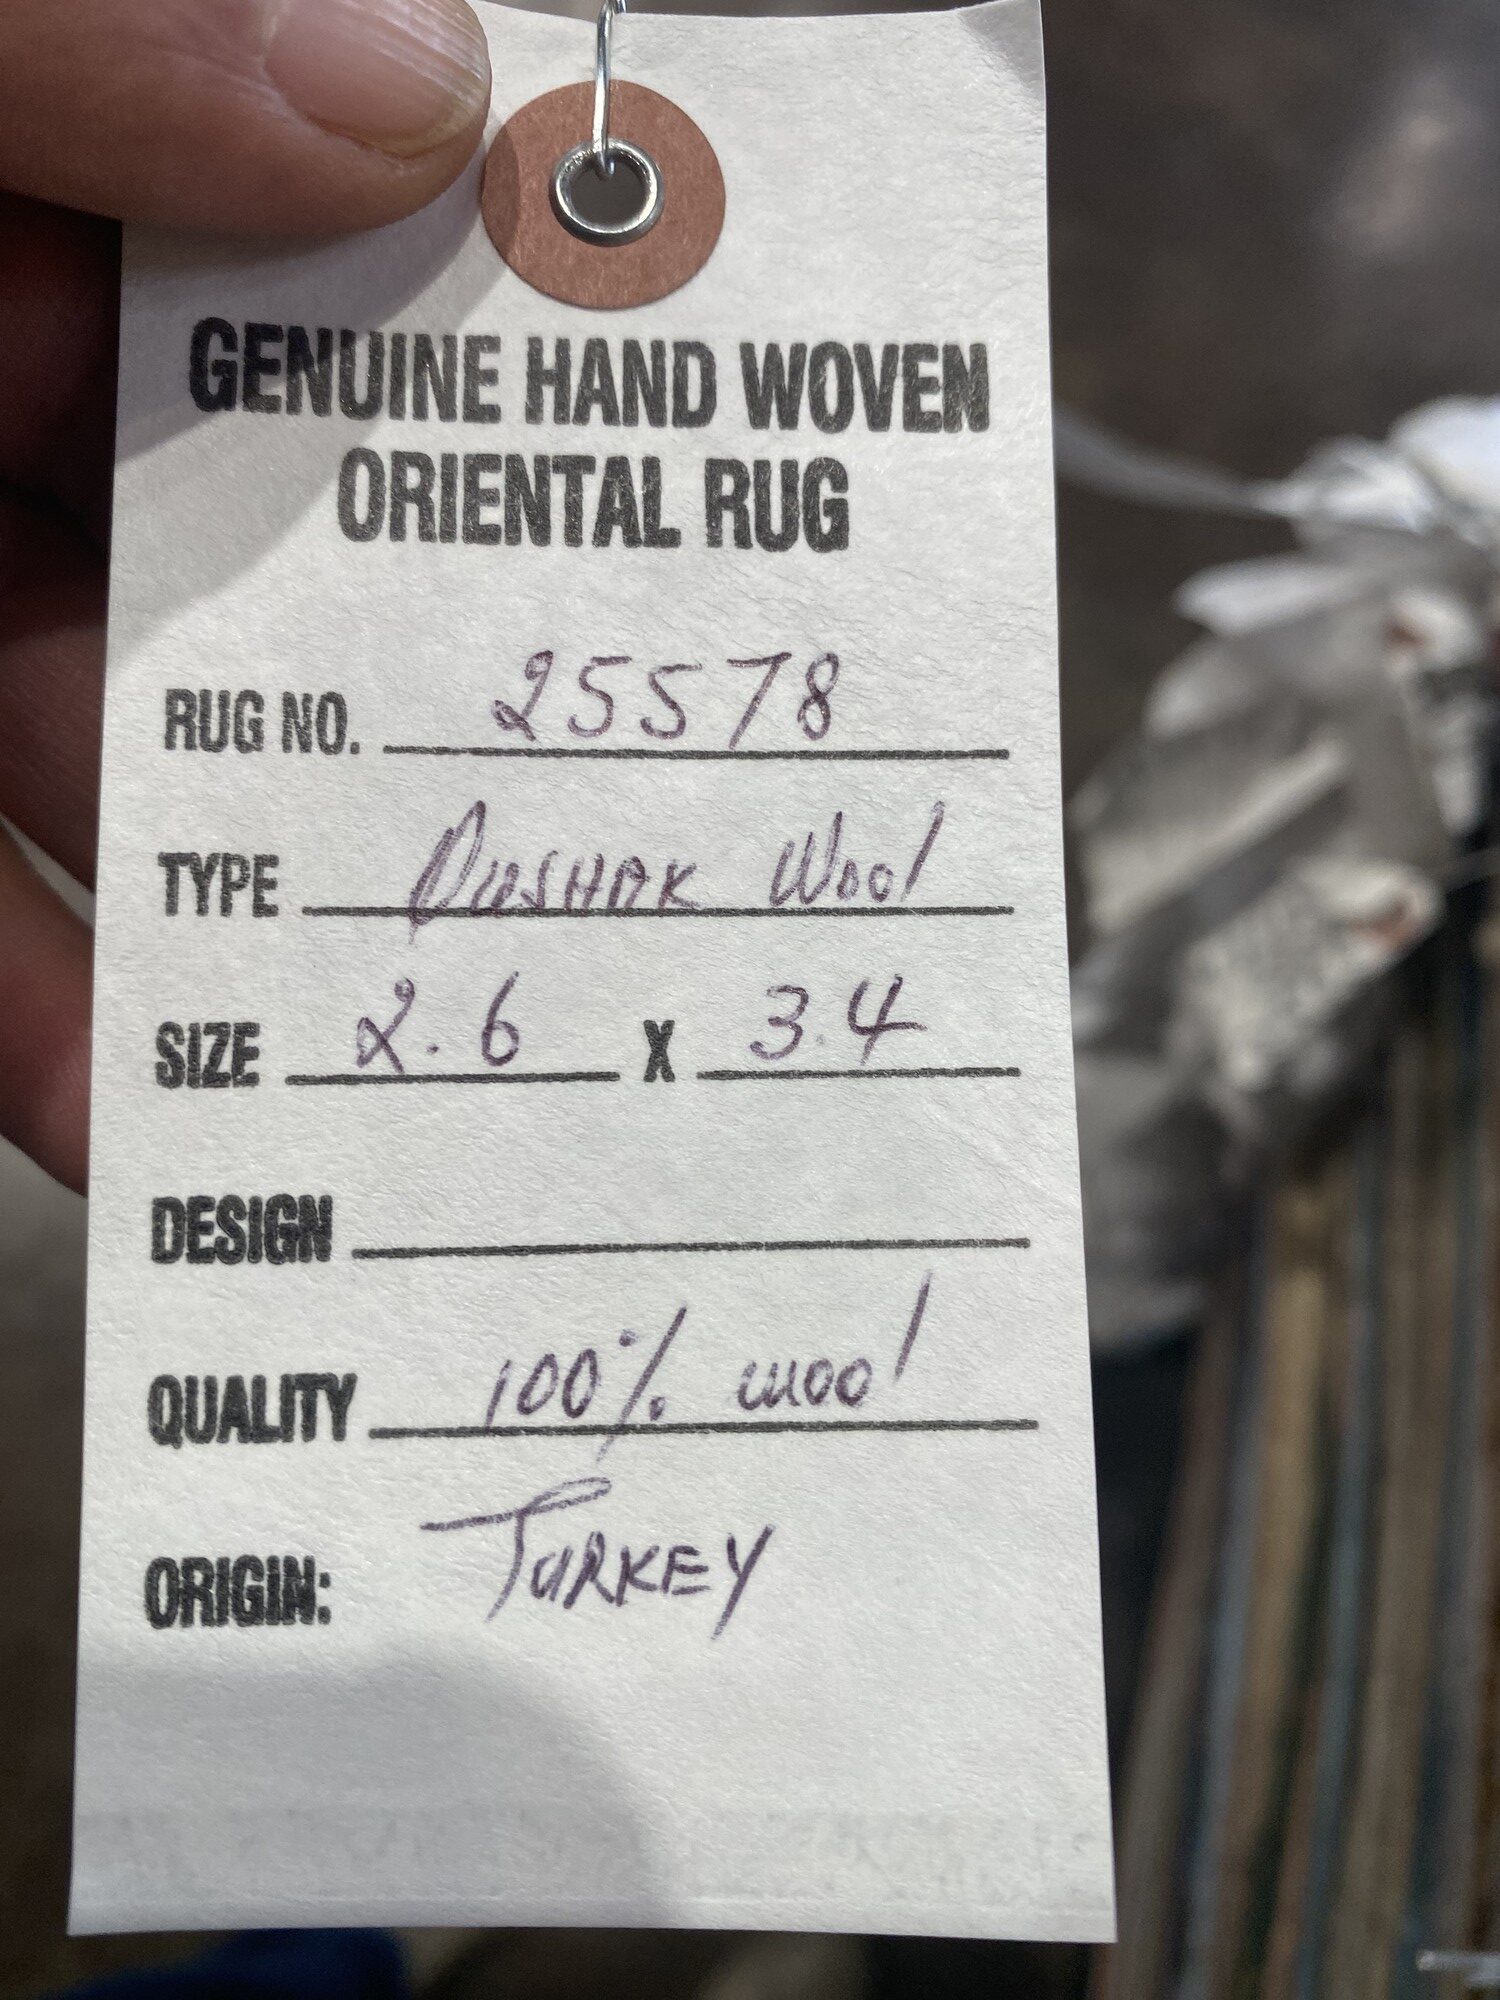 GENUINE HAND WOVEN
ORIENTAL RUG
RUG NO. 25578
TYPE Oushak Wool
SIZE 2.6 X 3.4
DESIGN
QUALITY 100% wool
ORIGIN: TURKEY